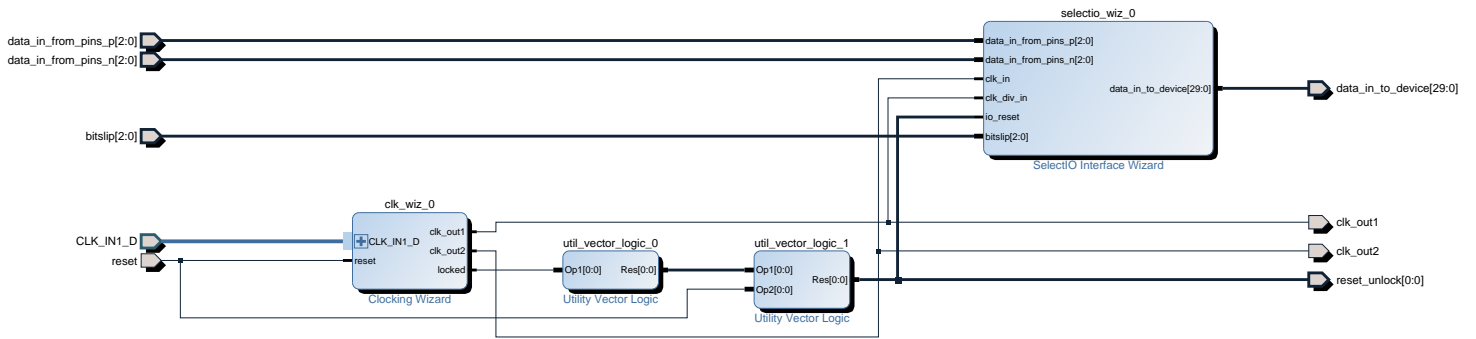 selectio_wiz_0
data_in_from_pins_p[2:0]
data_in_from_pins_n[2:0]
bitslip[2:0]
data_in_from_pins_p[2:0]
data_in_from_pins_n[2:0]
clk_in
clk_div_in
io_reset
bitslip[2:0]
data_in_to_device[29:0]
SelectIO Interface Wizard
data_in_to_device[29:0]
clk_wiz_0
CLK_IN1_D
reset
CLK_IN1_D
reset
clk_out1
clk_out2
locked
Clocking Wizard
util_vector_logic_0
Op1[0:0]
Res[0:0]
Utility Vector Logic
util_vector_logic_1
Op1[0:0]
Op2[0:0]
Res[0:0]
Utility Vector Logic
clk_out1
clk_out2
reset_unlock[0:0]